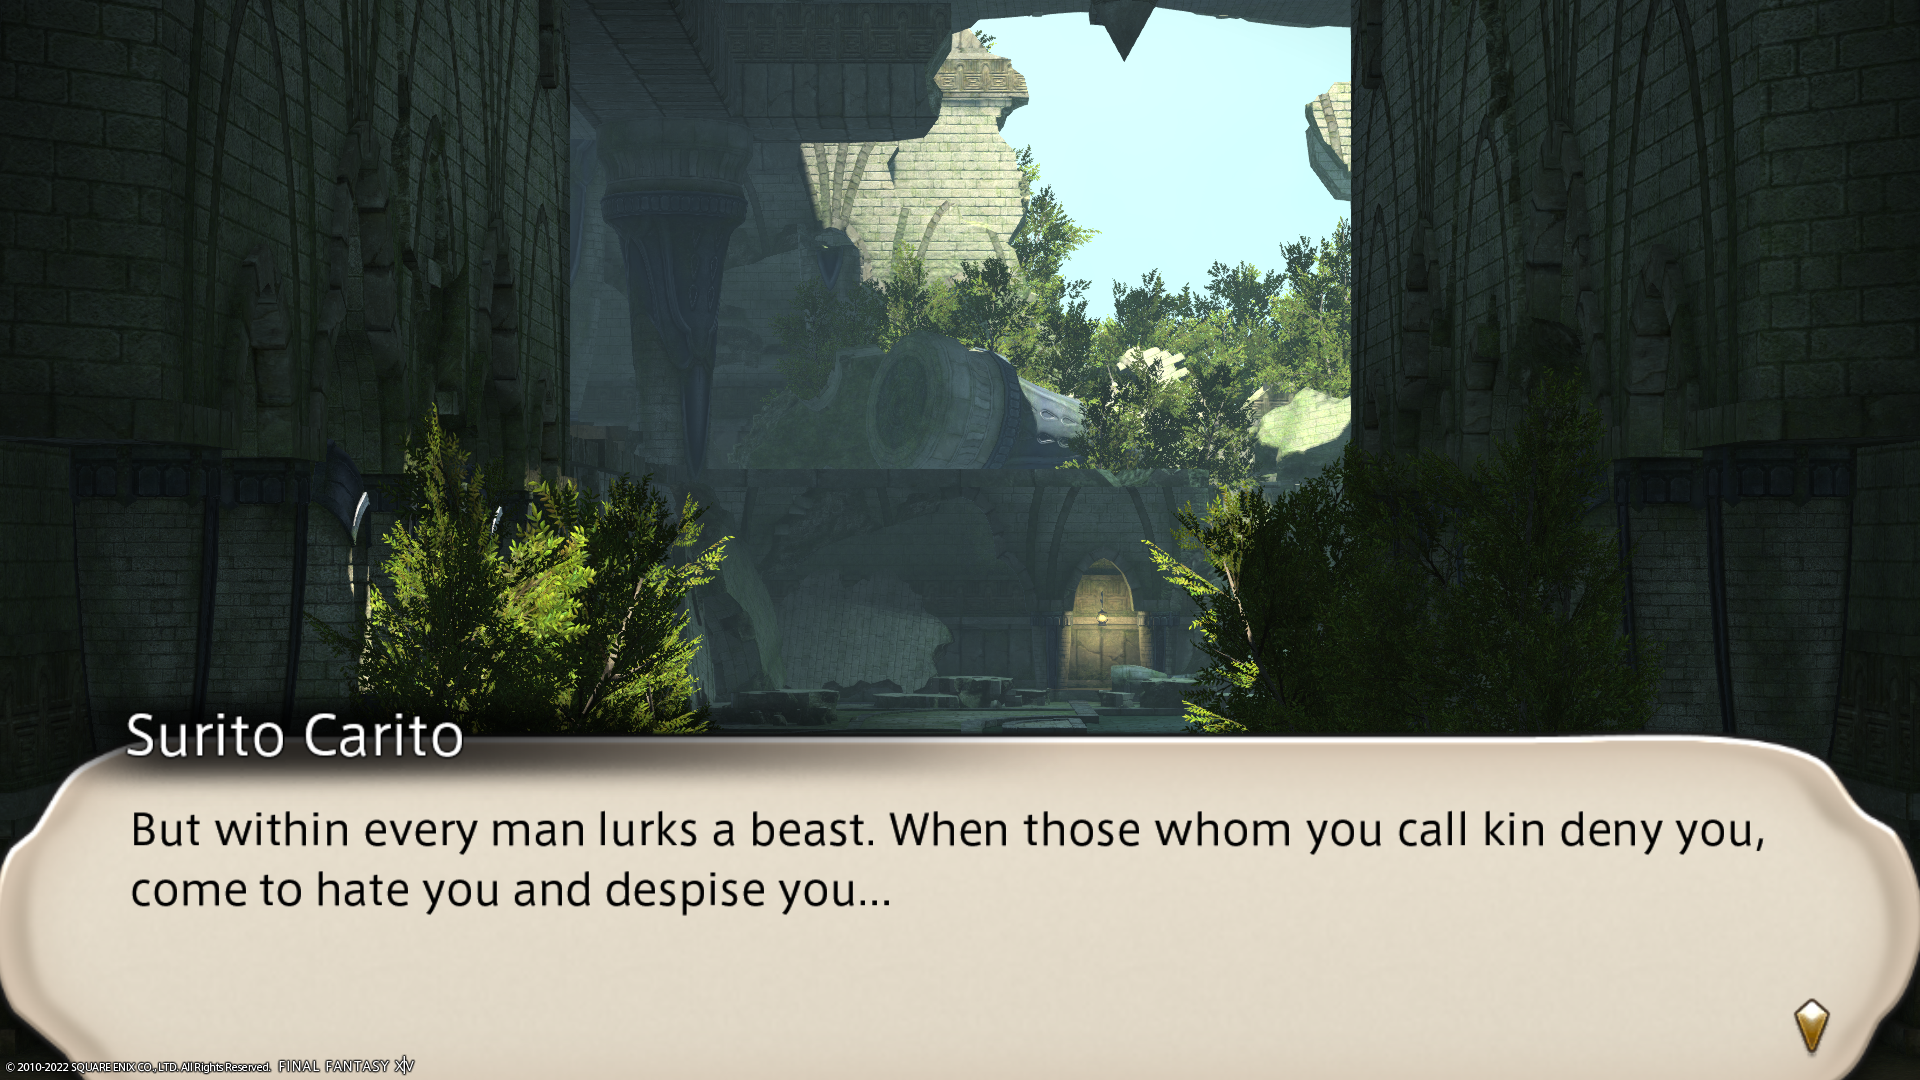 Surito Carito
But within every man lurks a beast. When those whom you call kin deny you,
come to hate you and despise you...
© 2010-2022 SQUARE ENIX CO., LTD. All Rights Reserved. FINAL FANTASY XIV